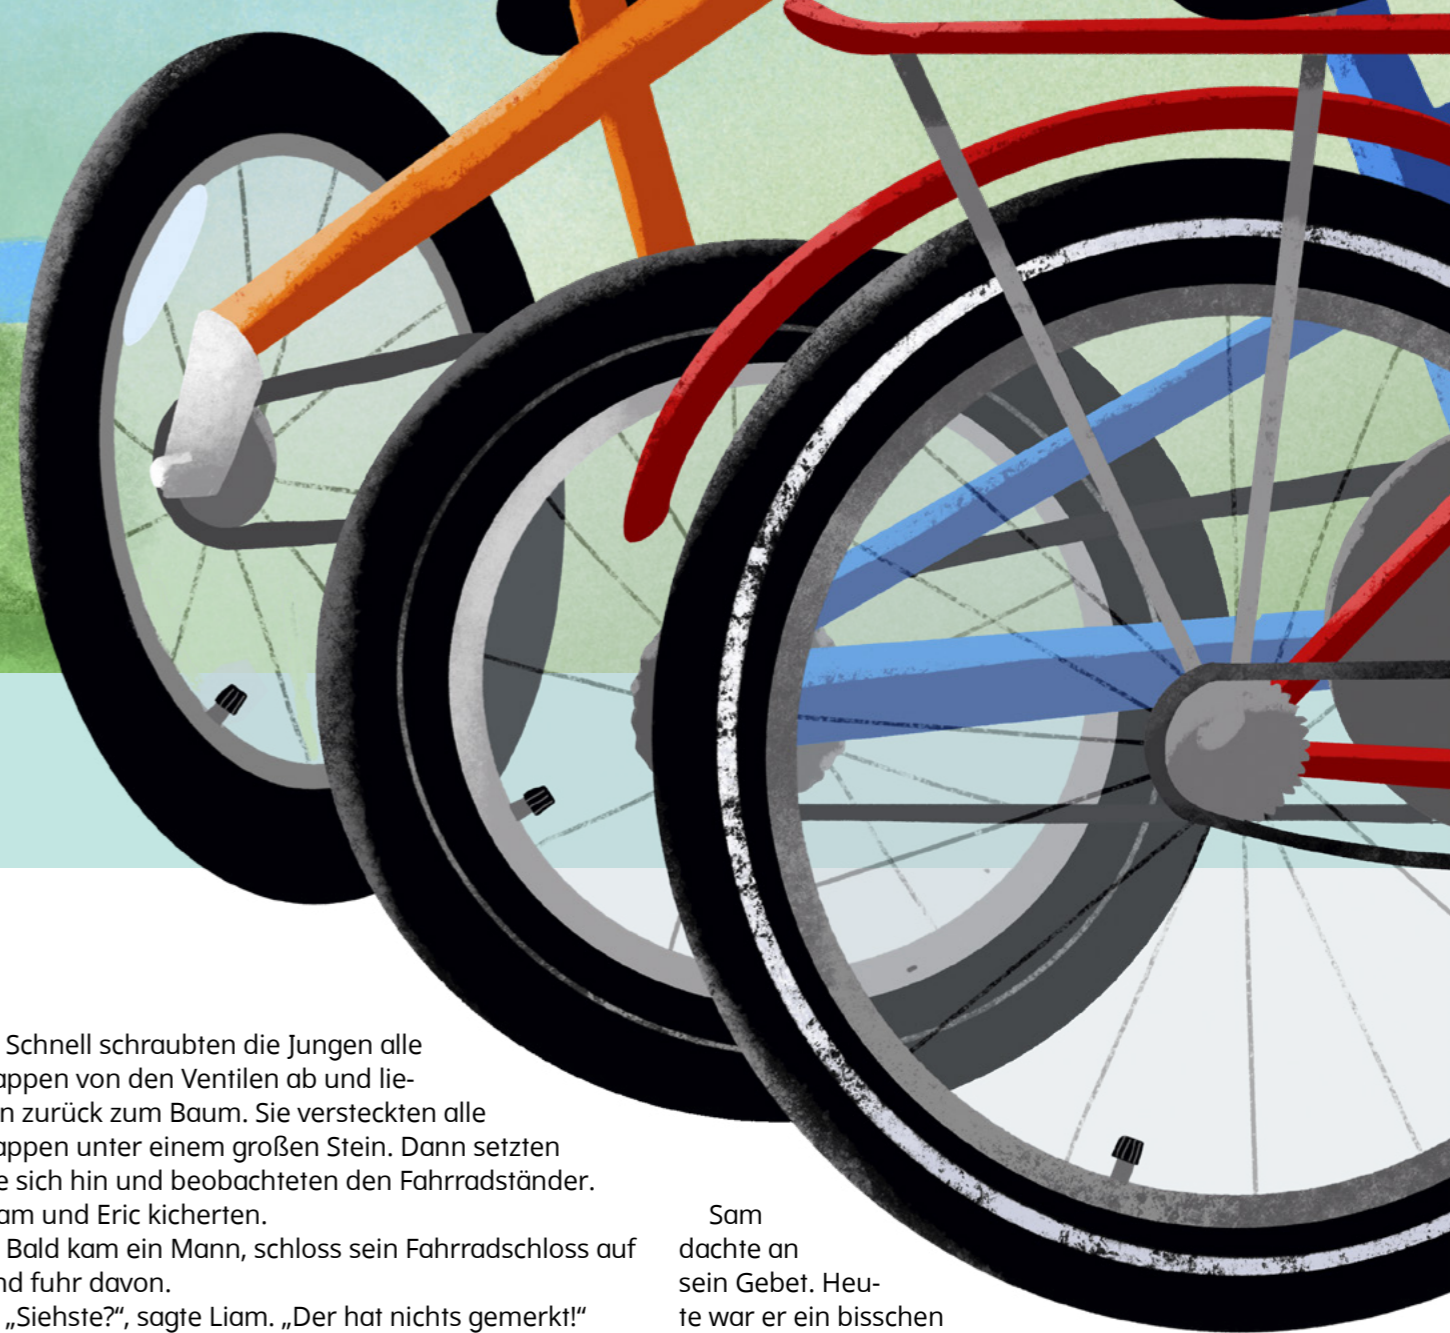 Schnell schraubten die Jungen alle
appen von den Ventilen ab und lie-
n zurück zum Baum. Sie versteckten alle
appen unter einem großen Stein. Dann setzten
e sich hin und beobachteten den Fahrradständer.
am und Eric kicherten.
Bald kam ein Mann, schloss sein Fahrradschloss auf
nd fuhr davon.
„Siehste?“, sagte Liam. „Der hat nichts gemerkt!“
Sam
dachte an
sein Gebet. Heu-
te war er ein bisschen